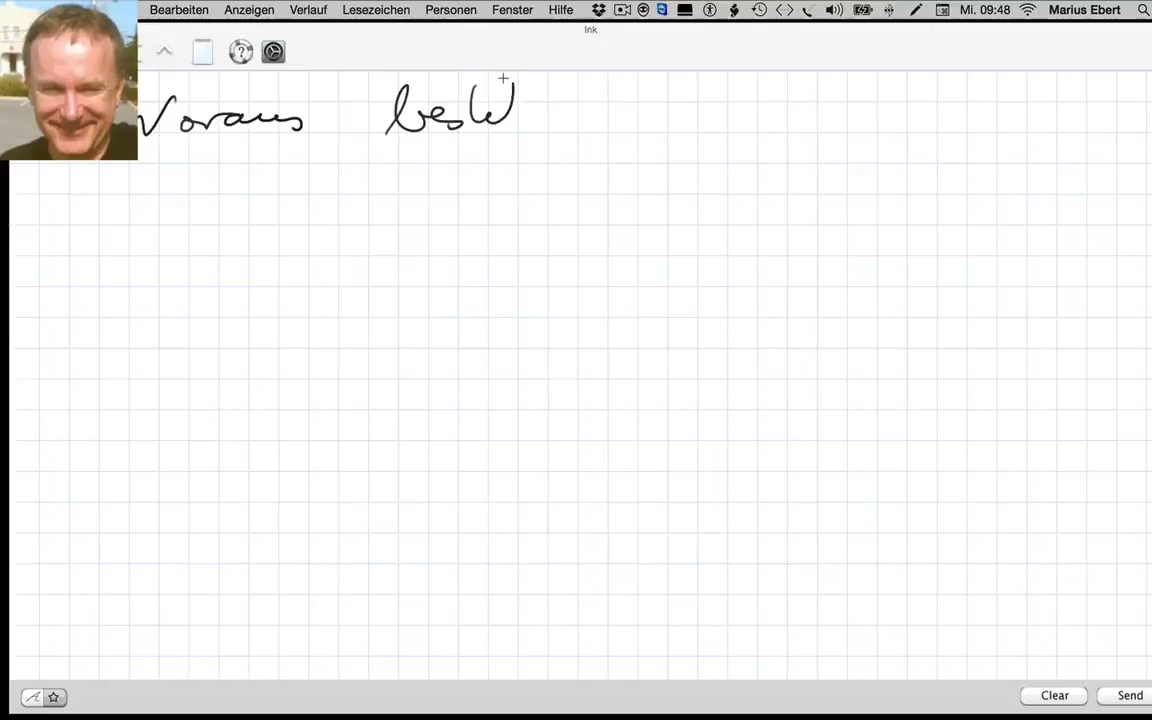 Bearbeiten Anzeigen Verlauf Lesezeichen Personen Fenster Hilfe Mi. 09:48 Marius Ebert
Ink
Voraus
Clear Send